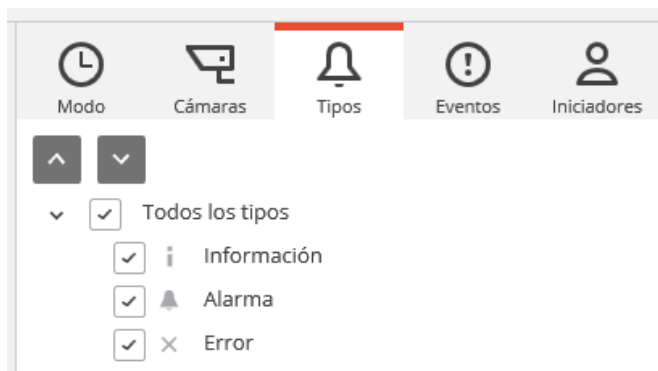 Modo Cámaras Tipos Eventos Iniciadores
Todos los tipos
Información
Alarma
Error